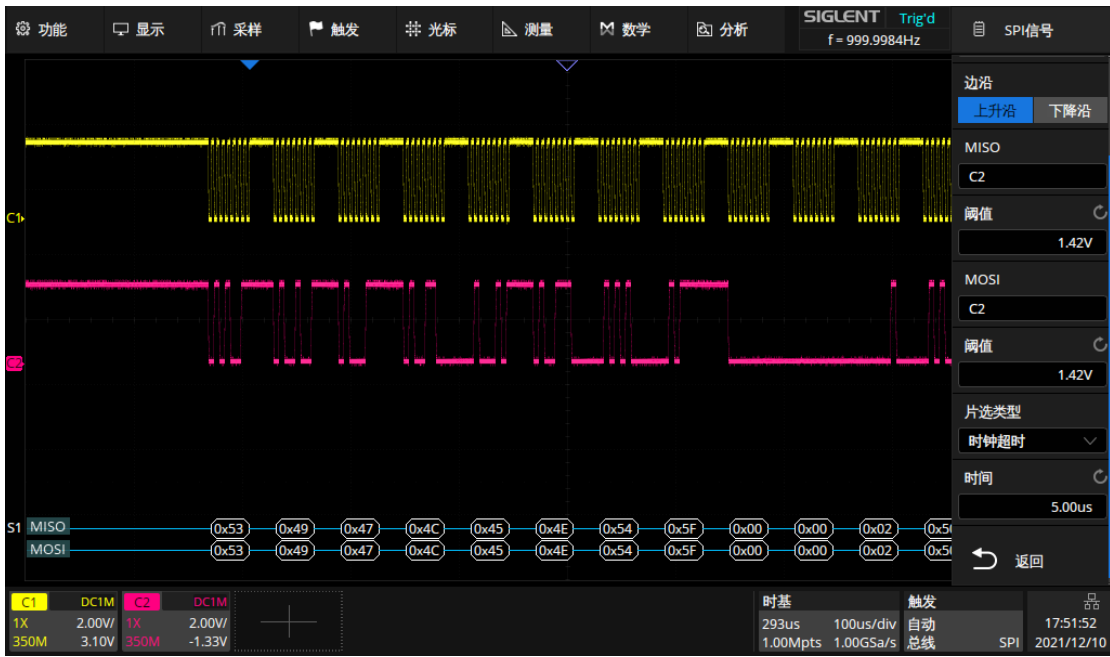 功能 显示 采样 触发 光标 测量 数学 分析 SIGLENT Trig'd SPI信号
f = 999.9984Hz
边沿
上升沿 下降沿
MISO
C2
阈值
1.42V
MOSI
C2
阈值
1.42V
片选类型
时钟超时
时间
5.00us
返回
C1
C2
S1 MISO 0x53 0x49 0x47 0x4C 0x45 0x4E 0x54 0x5F 0x00 0x00 0x02
MOSI 0x53 0x49 0x47 0x4C 0x45 0x4E 0x54 0x5F 0x00 0x00 0x02
C1 DC1M C2 DC1M 时基 触发
1X 2.00V/ 1X 2.00V/ 293us 100us/div 自动 17:51:52
350M 3.10V 350M -1.33V 1.00Mpts 1.00GSa/s 总线 SPI 2021/12/10